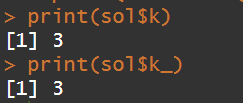 > print(sol$k)
[1] 3
> print(sol$k_)
[1] 3